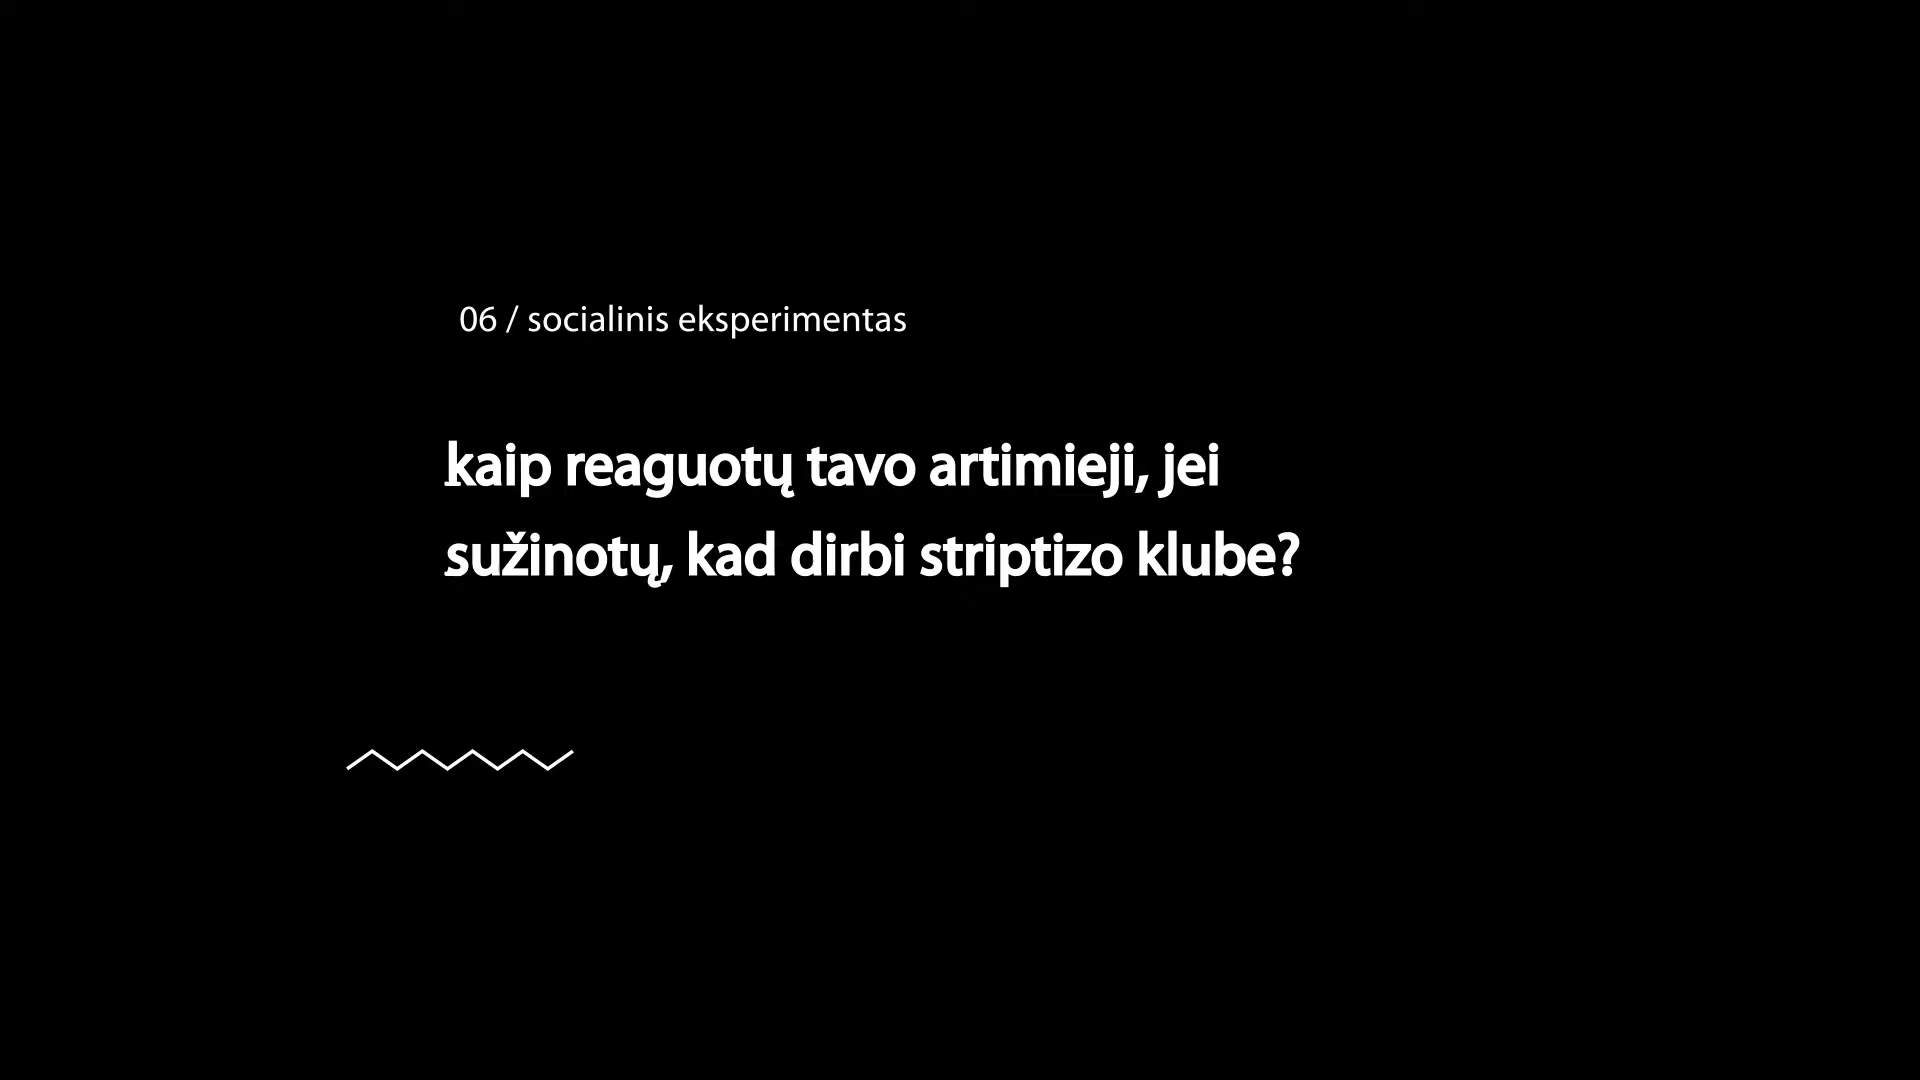 06 / socialinis eksperimentas
kaip reaguotų tavo artimieji, jei
sužinotų, kad dirbi striptizo klube?